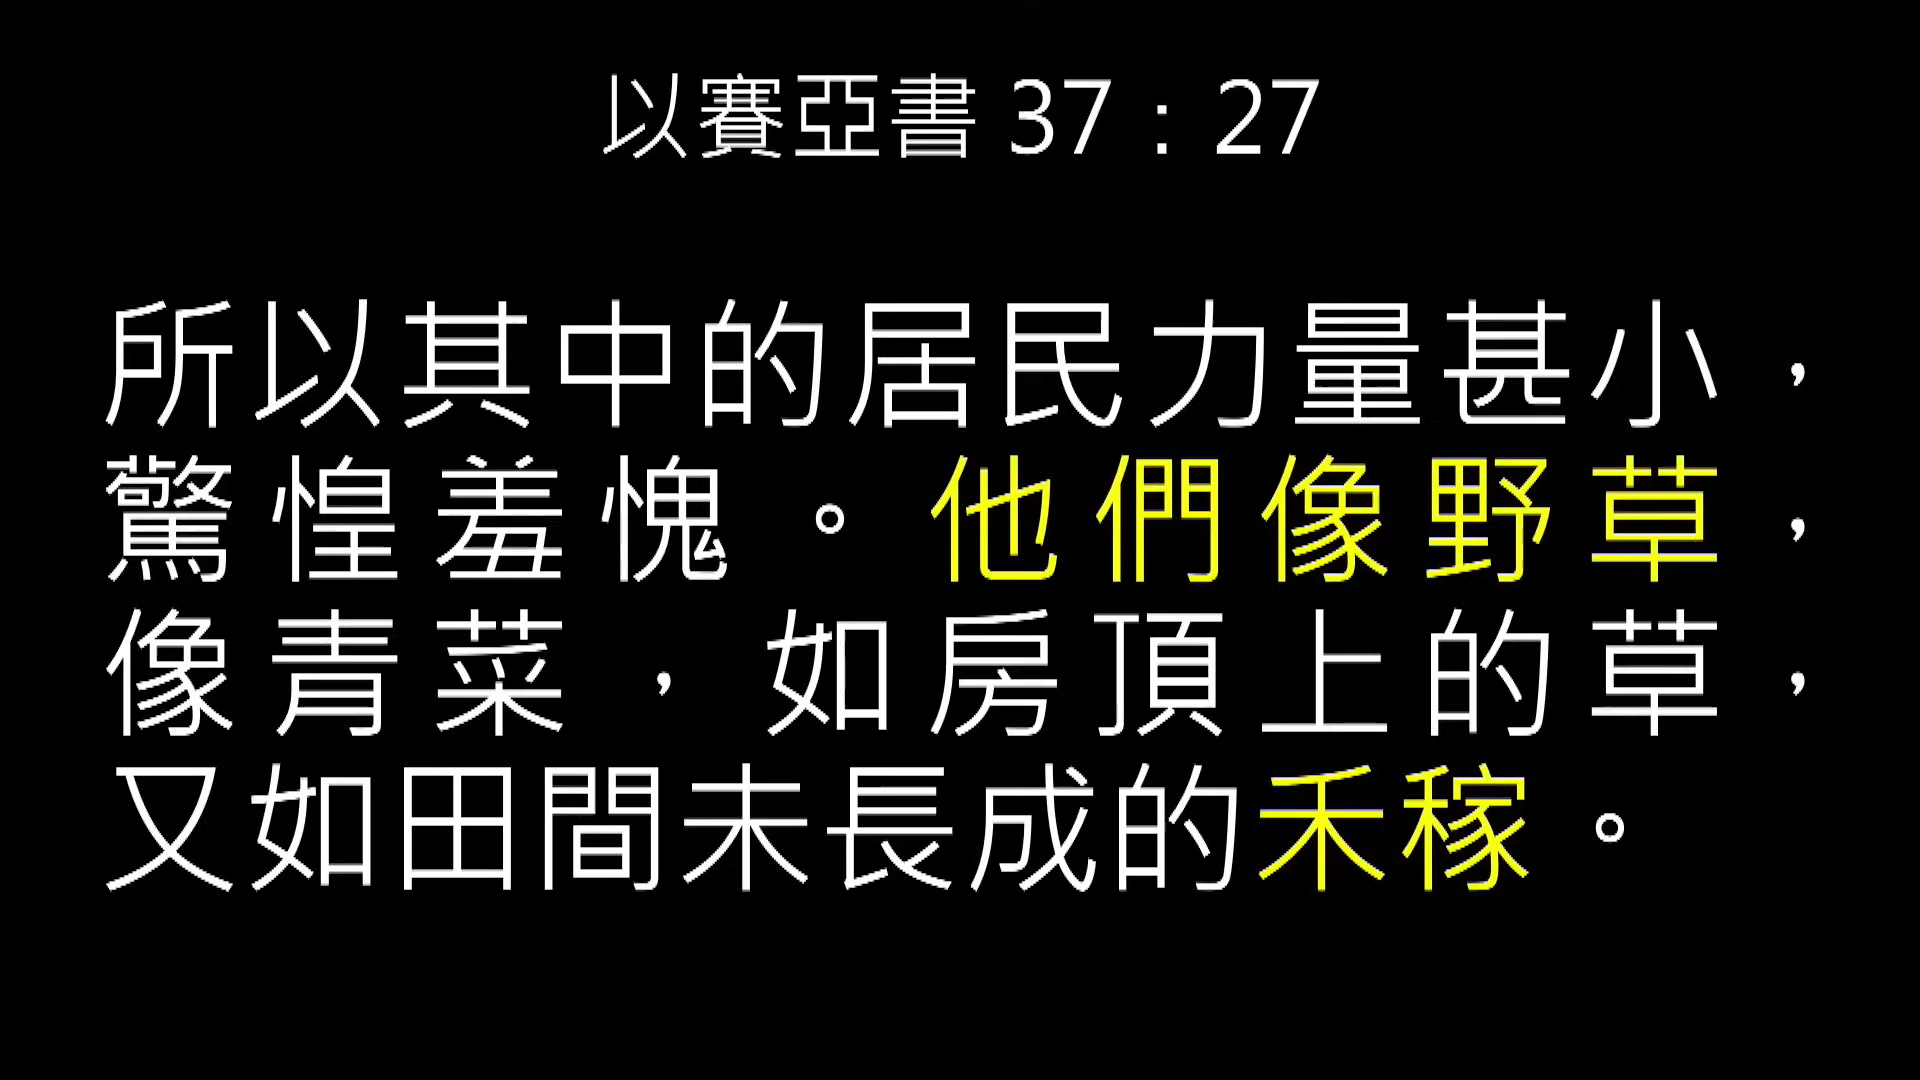 以賽亞書 37：27
所以其中的居民力量甚小，
驚惶羞愧。他們像野草，
像青菜，如房頂上的草，
又如田間未長成的禾稼。